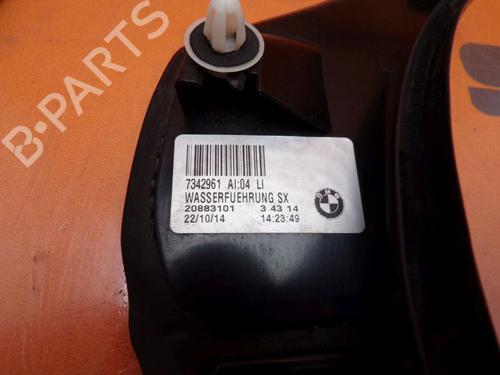 7342961 AI:04 LI
WASSERFUEHRUNG SX
20883101 3 43 14
22/10/14 14:23:49
BMW
B-PARTS